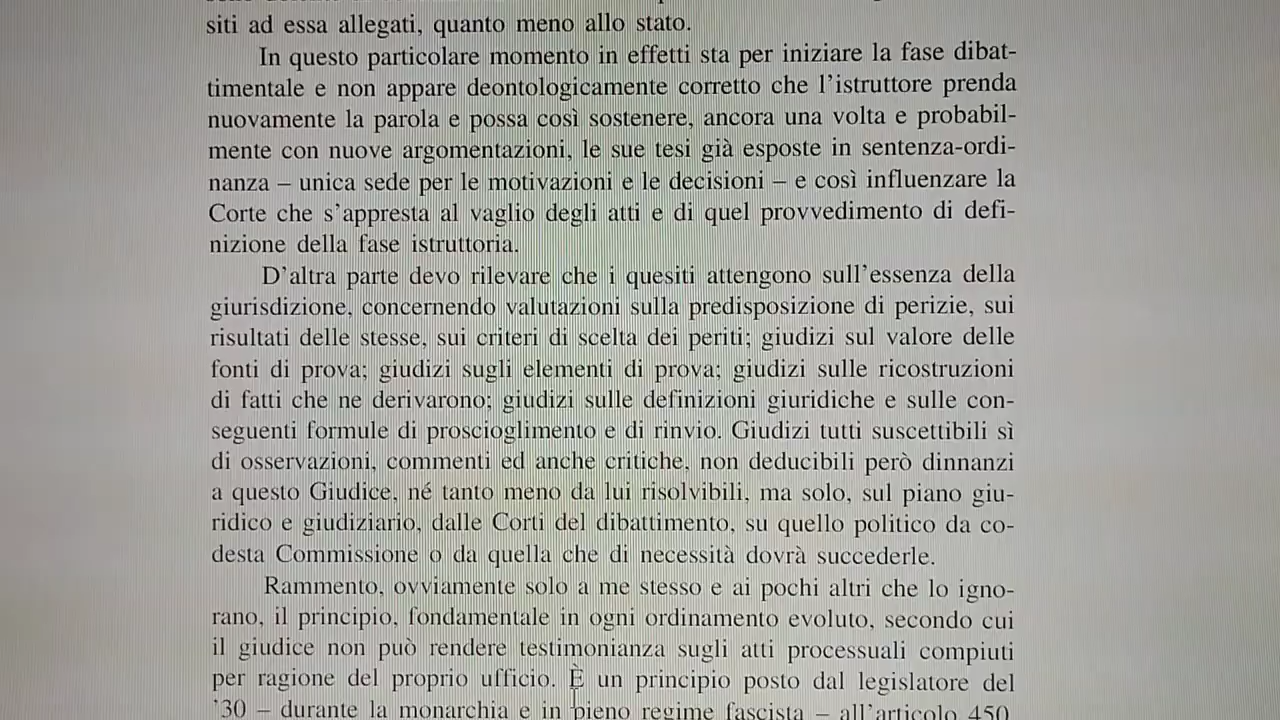 siti ad essa allegati, quanto meno allo stato.
In questo particolare momento in effetti sta per iniziare la fase dibat-
timentale e non appare deontologicamente corretto che l'istruttore prenda
nuovamente la parola e possa così sostenere, ancora una volta e probabil-
mente con nuove argomentazioni, le sue tesi già esposte in sentenza-ordi-
nanza – unica sede per le motivazioni e le decisioni – e così influenzare la
Corte che s'appresta al vaglio degli atti e di quel provvedimento di defi-
nizione della fase istruttoria.
D'altra parte devo rilevare che i quesiti attengono sull'essenza della
giurisdizione, concernendo valutazioni sulla predisposizione di perizie, sui
risultati delle stesse, sui criteri di scelta dei periti; giudizi sul valore delle
fonti di prova; giudizi sugli elementi di prova; giudizi sulle ricostruzioni
di fatti che ne derivarono; giudizi sulle definizioni giuridiche e sulle con-
seguenti formule di proscioglimento e di rinvio. Giudizi tutti suscettibili sì
di osservazioni, commenti ed anche critiche, non deducibili però dinnanzi
a questo Giudice, né tanto meno da lui risolvibili, ma solo, sul piano giu-
ridico e giudiziario, dalle Corti del dibattimento, su quello politico da co-
desta Commissione o da quella che di necessità dovrà succederle.
Rammento, ovviamente solo a me stesso e ai pochi altri che lo igno-
rano, il principio, fondamentale in ogni ordinamento evoluto, secondo cui
il giudice non può rendere testimonianza sugli atti processuali compiuti
per ragione del proprio ufficio. È un principio posto dal legislatore del
'30 – durante la monarchia e in pieno regime fascista – all'articolo 450,